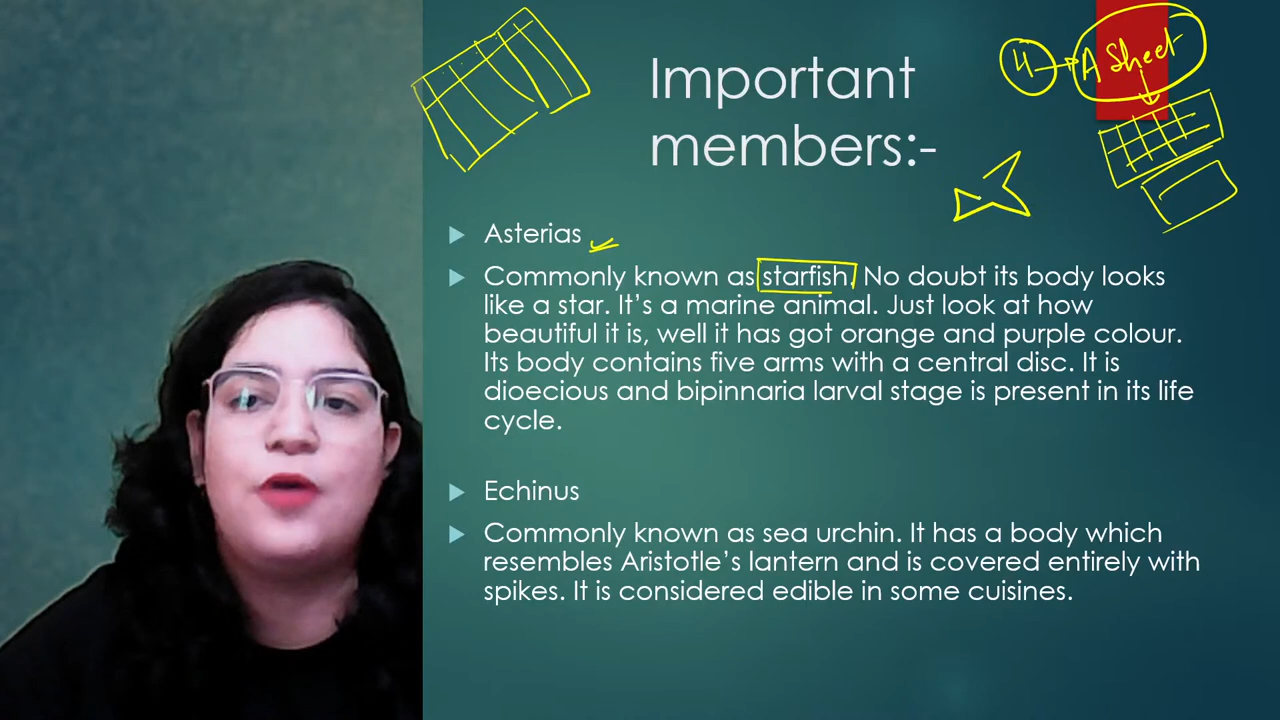 Important
members:-
4 → A Sheet
Asterias
Commonly known as starfish. No doubt its body looks
like a star. It’s a marine animal. Just look at how
beautiful it is, well it has got orange and purple colour.
Its body contains five arms with a central disc. It is
dioecious and bipinnaria larval stage is present in its life
cycle.
Echinus
Commonly known as sea urchin. It has a body which
resembles Aristotle’s lantern and is covered entirely with
spikes. It is considered edible in some cuisines.